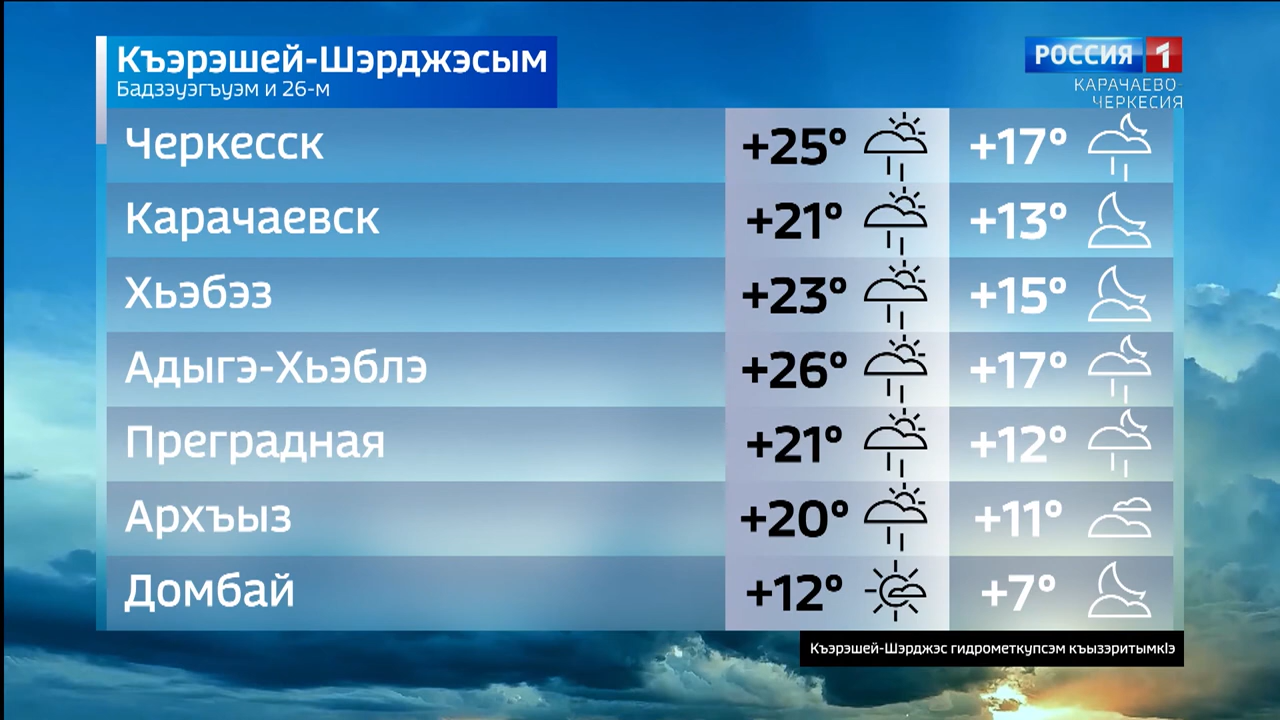 Къэрэшей-Шэрджэсым
Бадзэуэгъуэм и 26-м
РОССИЯ 1
КАРАЧАЕВО-
ЧЕРКЕСИЯ
Черкесск +25° +17°
Карачаевск +21° +13°
Хьэбэз +23° +15°
Адыгэ-Хьэблэ +26° +17°
Преградная +21° +12°
Архъыз +20° +11°
Домбай +12° +7°
Къэрэшей-Шэрджэс гидрометкупсэм къызэритымкІэ